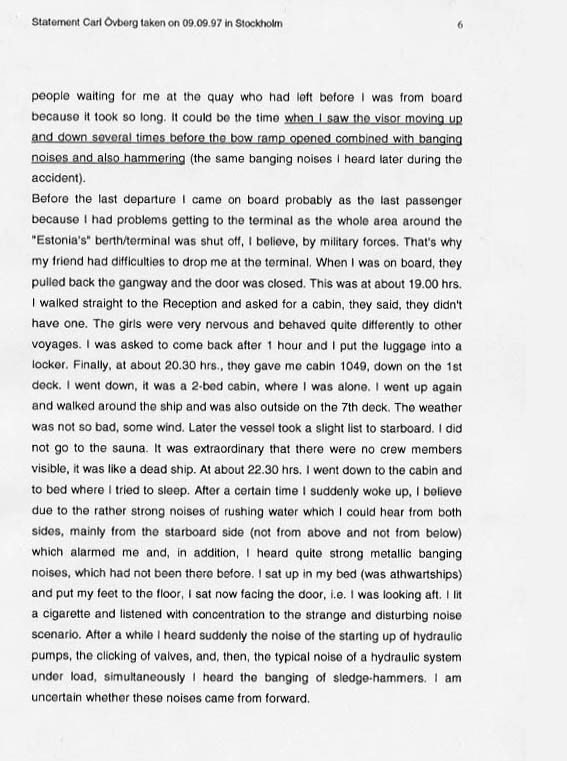 Statement Carl Övberg taken on 09.09.97 in Stockholm 6
people waiting for me at the quay who had left before I was from board
because it took so long. It could be the time when I saw the visor moving up
and down several times before the bow ramp opened combined with banging
noises and also hammering (the same banging noises I heard later during the
accident).
Before the last departure I came on board probably as the last passenger
because I had problems getting to the terminal as the whole area around the
"Estonia's" berth/terminal was shut off, I believe, by military forces. That's why
my friend had difficulties to drop me at the terminal. When I was on board, they
pulled back the gangway and the door was closed. This was at about 19.00 hrs.
I walked straight to the Reception and asked for a cabin, they said, they didn't
have one. The girls were very nervous and behaved quite differently to other
voyages. I was asked to come back after 1 hour and I put the luggage into a
locker. Finally, at about 20.30 hrs., they gave me cabin 1049, down on the 1st
deck. I went down, it was a 2-bed cabin, where I was alone. I went up again
and walked around the ship and was also outside on the 7th deck. The weather
was not so bad, some wind. Later the vessel took a slight list to starboard. I did
not go to the sauna. It was extraordinary that there were no crew members
visible, it was like a dead ship. At about 22.30 hrs. I went down to the cabin and
to bed where I tried to sleep. After a certain time I suddenly woke up, I believe
due to the rather strong noises of rushing water which I could hear from both
sides, mainly from the starboard side (not from above and not from below)
which alarmed me and, in addition, I heard quite strong metallic banging
noises, which had not been there before. I sat up in my bed (was athwartships)
and put my feet to the floor, I sat now facing the door, i.e. I was looking aft. I lit
a cigarette and listened with concentration to the strange and disturbing noise
scenario. After a while I heard suddenly the noise of the starting up of hydraulic
pumps, the clicking of valves, and, then, the typical noise of a hydraulic system
under load, simultaneously I heard the banging of sledge-hammers. I am
uncertain whether these noises came from forward.